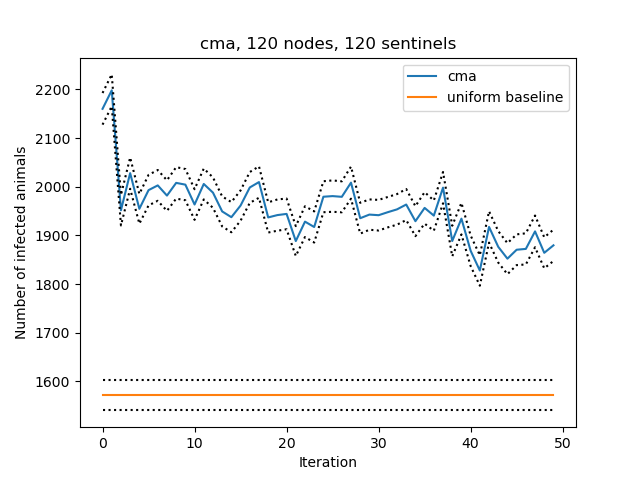 cma, 120 nodes, 120 sentinels
cma
uniform baseline
Number of infected animals
2200
2100
2000
1900
1800
1700
1600
0 10 20 30 40 50
Iteration